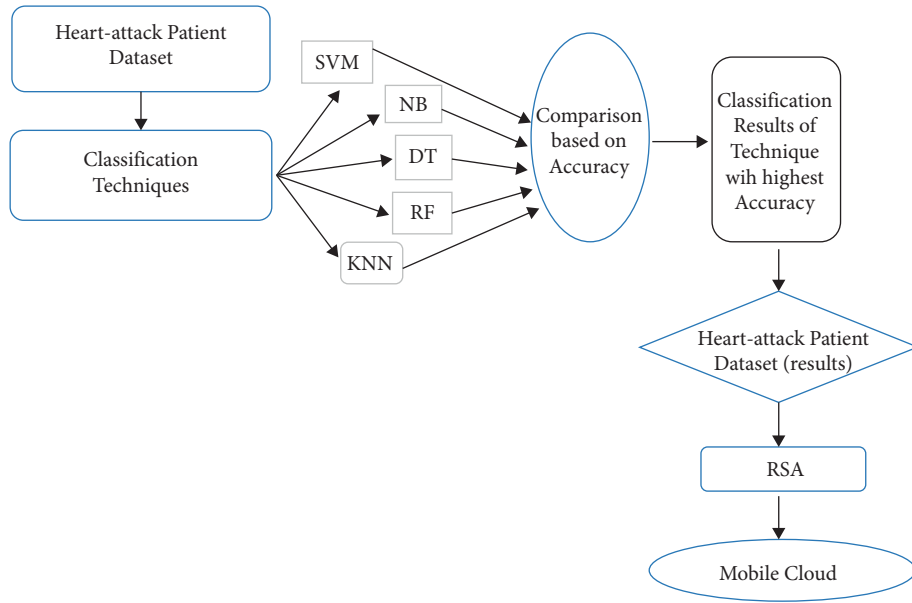 Heart-attack Patient
Dataset
Classification
Techniques
SVM
NB
DT
RF
KNN
Comparison
based on
Accuracy
Classification
Results of
Technique
wih highest
Accuracy
Heart-attack Patient
Dataset (results)
RSA
Mobile Cloud